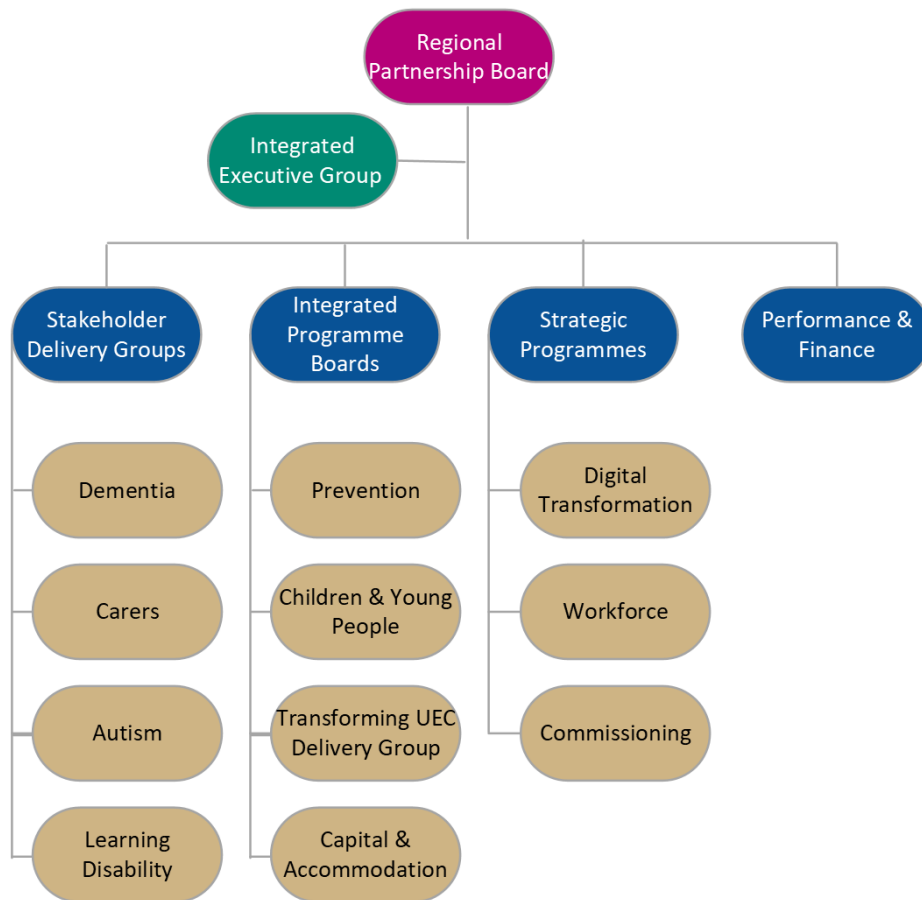 Regional
Partnership Board
Integrated
Executive Group
Stakeholder
Delivery Groups
Integrated
Programme
Boards
Strategic
Programmes
Performance &
Finance
Dementia
Prevention
Digital
Transformation
Carers
Children & Young
People
Workforce
Autism
Transforming UEC
Delivery Group
Commissioning
Learning
Disability
Capital &
Accommodation